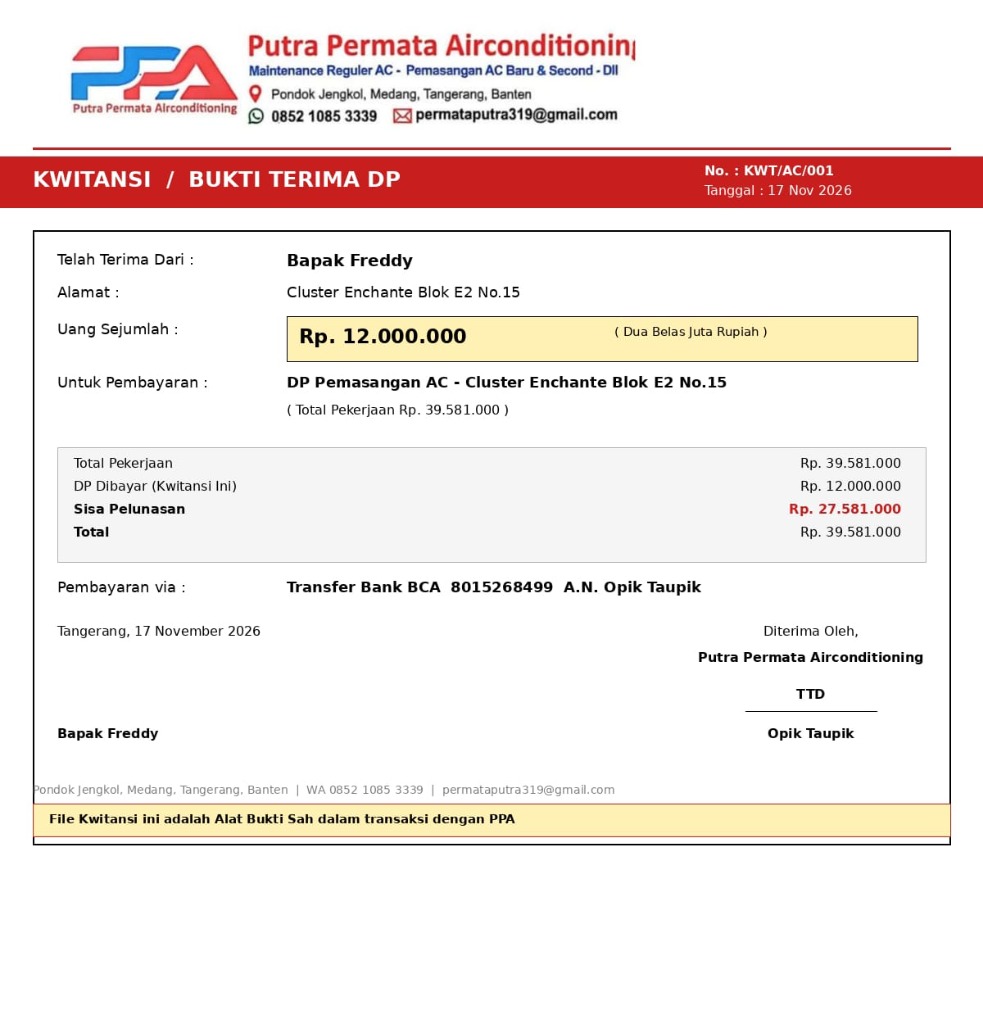 PPA
Putra Permata Airconditioning
Putra Permata Airconditioning
Maintenance Reguler AC - Pemasangan AC Baru & Second - Dll
Pondok Jengkol, Medang, Tangerang, Banten
0852 1085 3339 permataputra319@gmail.com
KWITANSI / BUKTI TERIMA DP
No. : KWT/AC/001
Tanggal : 17 Nov 2026
Telah Terima Dari : Bapak Freddy
Alamat : Cluster Enchante Blok E2 No.15
Uang Sejumlah : Rp. 12.000.000 ( Dua Belas Juta Rupiah )
Untuk Pembayaran : DP Pemasangan AC - Cluster Enchante Blok E2 No.15
( Total Pekerjaan Rp. 39.581.000 )
Total Pekerjaan Rp. 39.581.000
DP Dibayar (Kwitansi Ini) Rp. 12.000.000
Sisa Pelunasan Rp. 27.581.000
Total Rp. 39.581.000
Pembayaran via : Transfer Bank BCA 8015268499 A.N. Opik Taupik
Tangerang, 17 November 2026 Diterima Oleh,
Putra Permata Airconditioning
TTD
Bapak Freddy Opik Taupik
Pondok Jengkol, Medang, Tangerang, Banten | WA 0852 1085 3339 | permataputra319@gmail.com
File Kwitansi ini adalah Alat Bukti Sah dalam transaksi dengan PPA